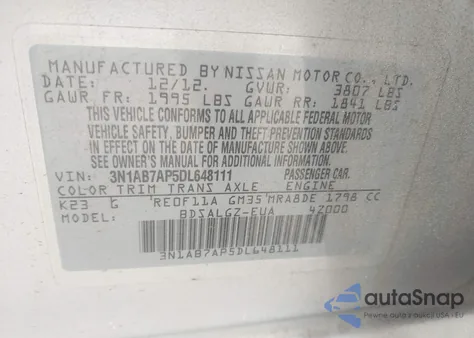 MANUFACTURED BY NISSAN MOTOR CO., LTD.
DATE: 12/12. GVWR: 3807 LBS
GAWR FR: 1995 LBS GAWR RR: 1841 LBS
THIS VEHICLE CONFORMS TO ALL APPLICABLE FEDERAL MOTOR
VEHICLE SAFETY, BUMPER AND THEFT PREVENTION STANDARDS
IN EFFECT ON THE DATE OF MANUFACTURE SHOWN ABOVE.
SEE OWNER'S MANUAL FOR ADDITIONAL INFORMATION.
VIN: 3N1AB7AP5DL648111 PASSENGER CAR.
COLOR TRIM TRANS AXLE ENGINE
K23 G RE0F11A GM35 MRA8DE 1798 CC
MODEL: BDSALGZ-EUA 42000
3N1AB7AP5DL648111
autoSnap